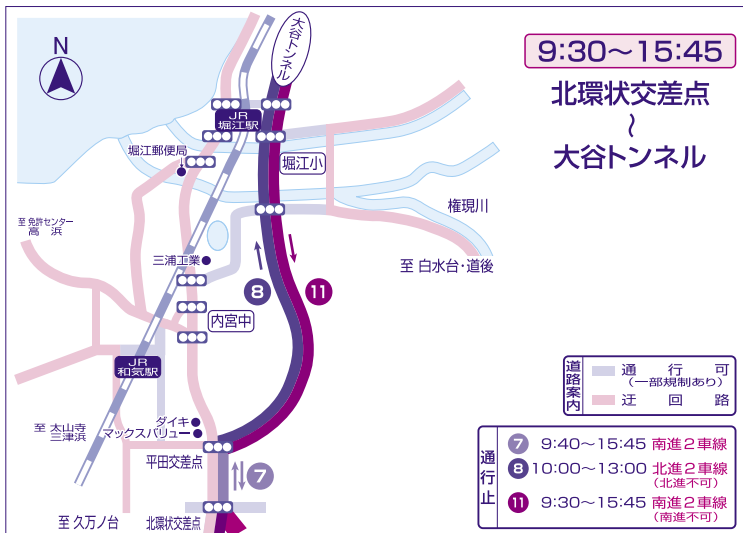 9:30～15:45
北環状交差点
～
大谷トンネル
N
大谷トンネル
JR
堀江駅
堀江郵便局
堀江小
権現川
至 免許センター
高 浜
三浦工業
至 白水台・道後
8
11
内宮中
JR
和気駅
至 太山寺
三津浜
ダイキ
マックスバリュー
平田交差点
7
至 久万ノ台
北環状交差点
道路案内
通 行 可
(一部規制あり)
迂 回 路
通行止
7 9:40～15:45 南進2車線
8 10:00～13:00 北進2車線
(北進不可)
11 9:30～15:45 南進2車線
(南進不可)